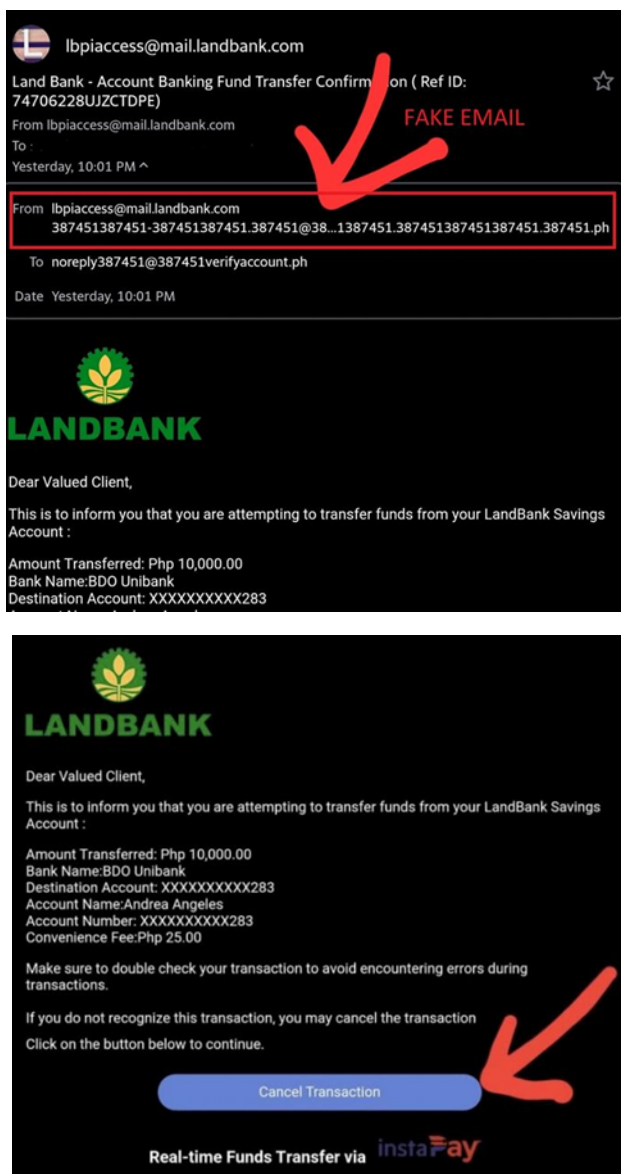 L
lbpiaccess@mail.landbank.com
Land Bank - Account Banking Fund Transfer Confirm on ( Ref ID:
74706228UJZCTDPE)
FAKE EMAIL
From lbpiaccess@mail.landbank.com
To :
Yesterday, 10:01 PM
From lbpiaccess@mail.landbank.com
387451387451-387451387451.387451@38...1387451.387451387451387451.387451.ph
To noreply387451@387451verifyaccount.ph
Date Yesterday, 10:01 PM
LANDBANK
Dear Valued Client,
This is to inform you that you are attempting to transfer funds from your LandBank Savings
Account :
Amount Transferred: Php 10,000.00
Bank Name:BDO Unibank
Destination Account: XXXXXXXXXX283
LANDBANK
Dear Valued Client,
This is to inform you that you are attempting to transfer funds from your LandBank Savings
Account :
Amount Transferred: Php 10,000.00
Bank Name:BDO Unibank
Destination Account: XXXXXXXXXX283
Account Name:Andrea Angeles
Account Number: XXXXXXXXXX283
Convenience Fee:Php 25.00
Make sure to double check your transaction to avoid encountering errors during
transactions.
If you do not recognize this transaction, you may cancel the transaction
Click on the button below to continue.
Cancel Transaction
Real-time Funds Transfer via instaPay